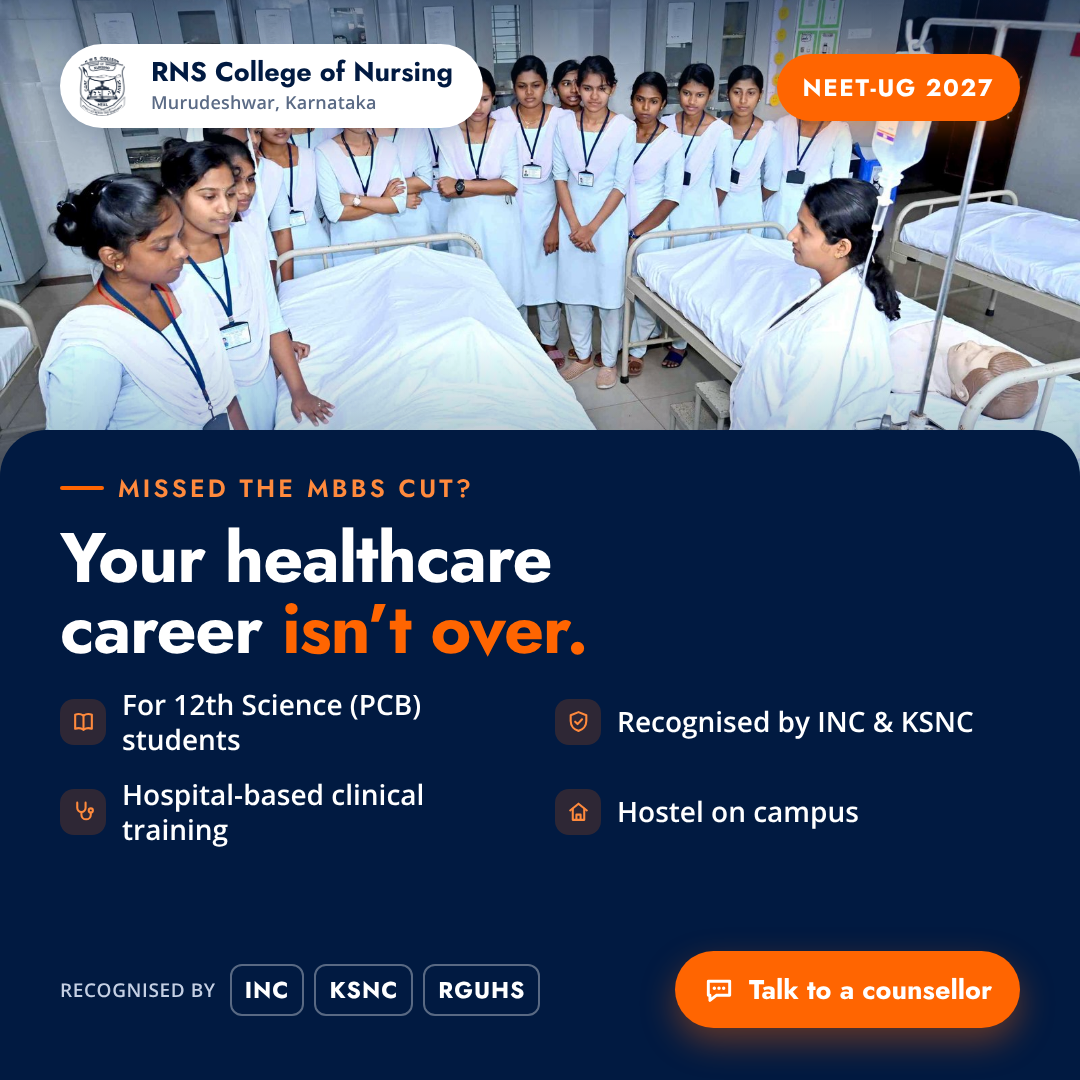 RNS College of Nursing
Murudeshwar, Karnataka
NEET-UG 2027
MISSED THE MBBS CUT?
Your healthcare
career isn’t over.
For 12th Science (PCB)
students
Recognised by INC & KSNC
Hospital-based clinical
training
Hostel on campus
RECOGNISED BY INC KSNC RGUHS
Talk to a counsellor